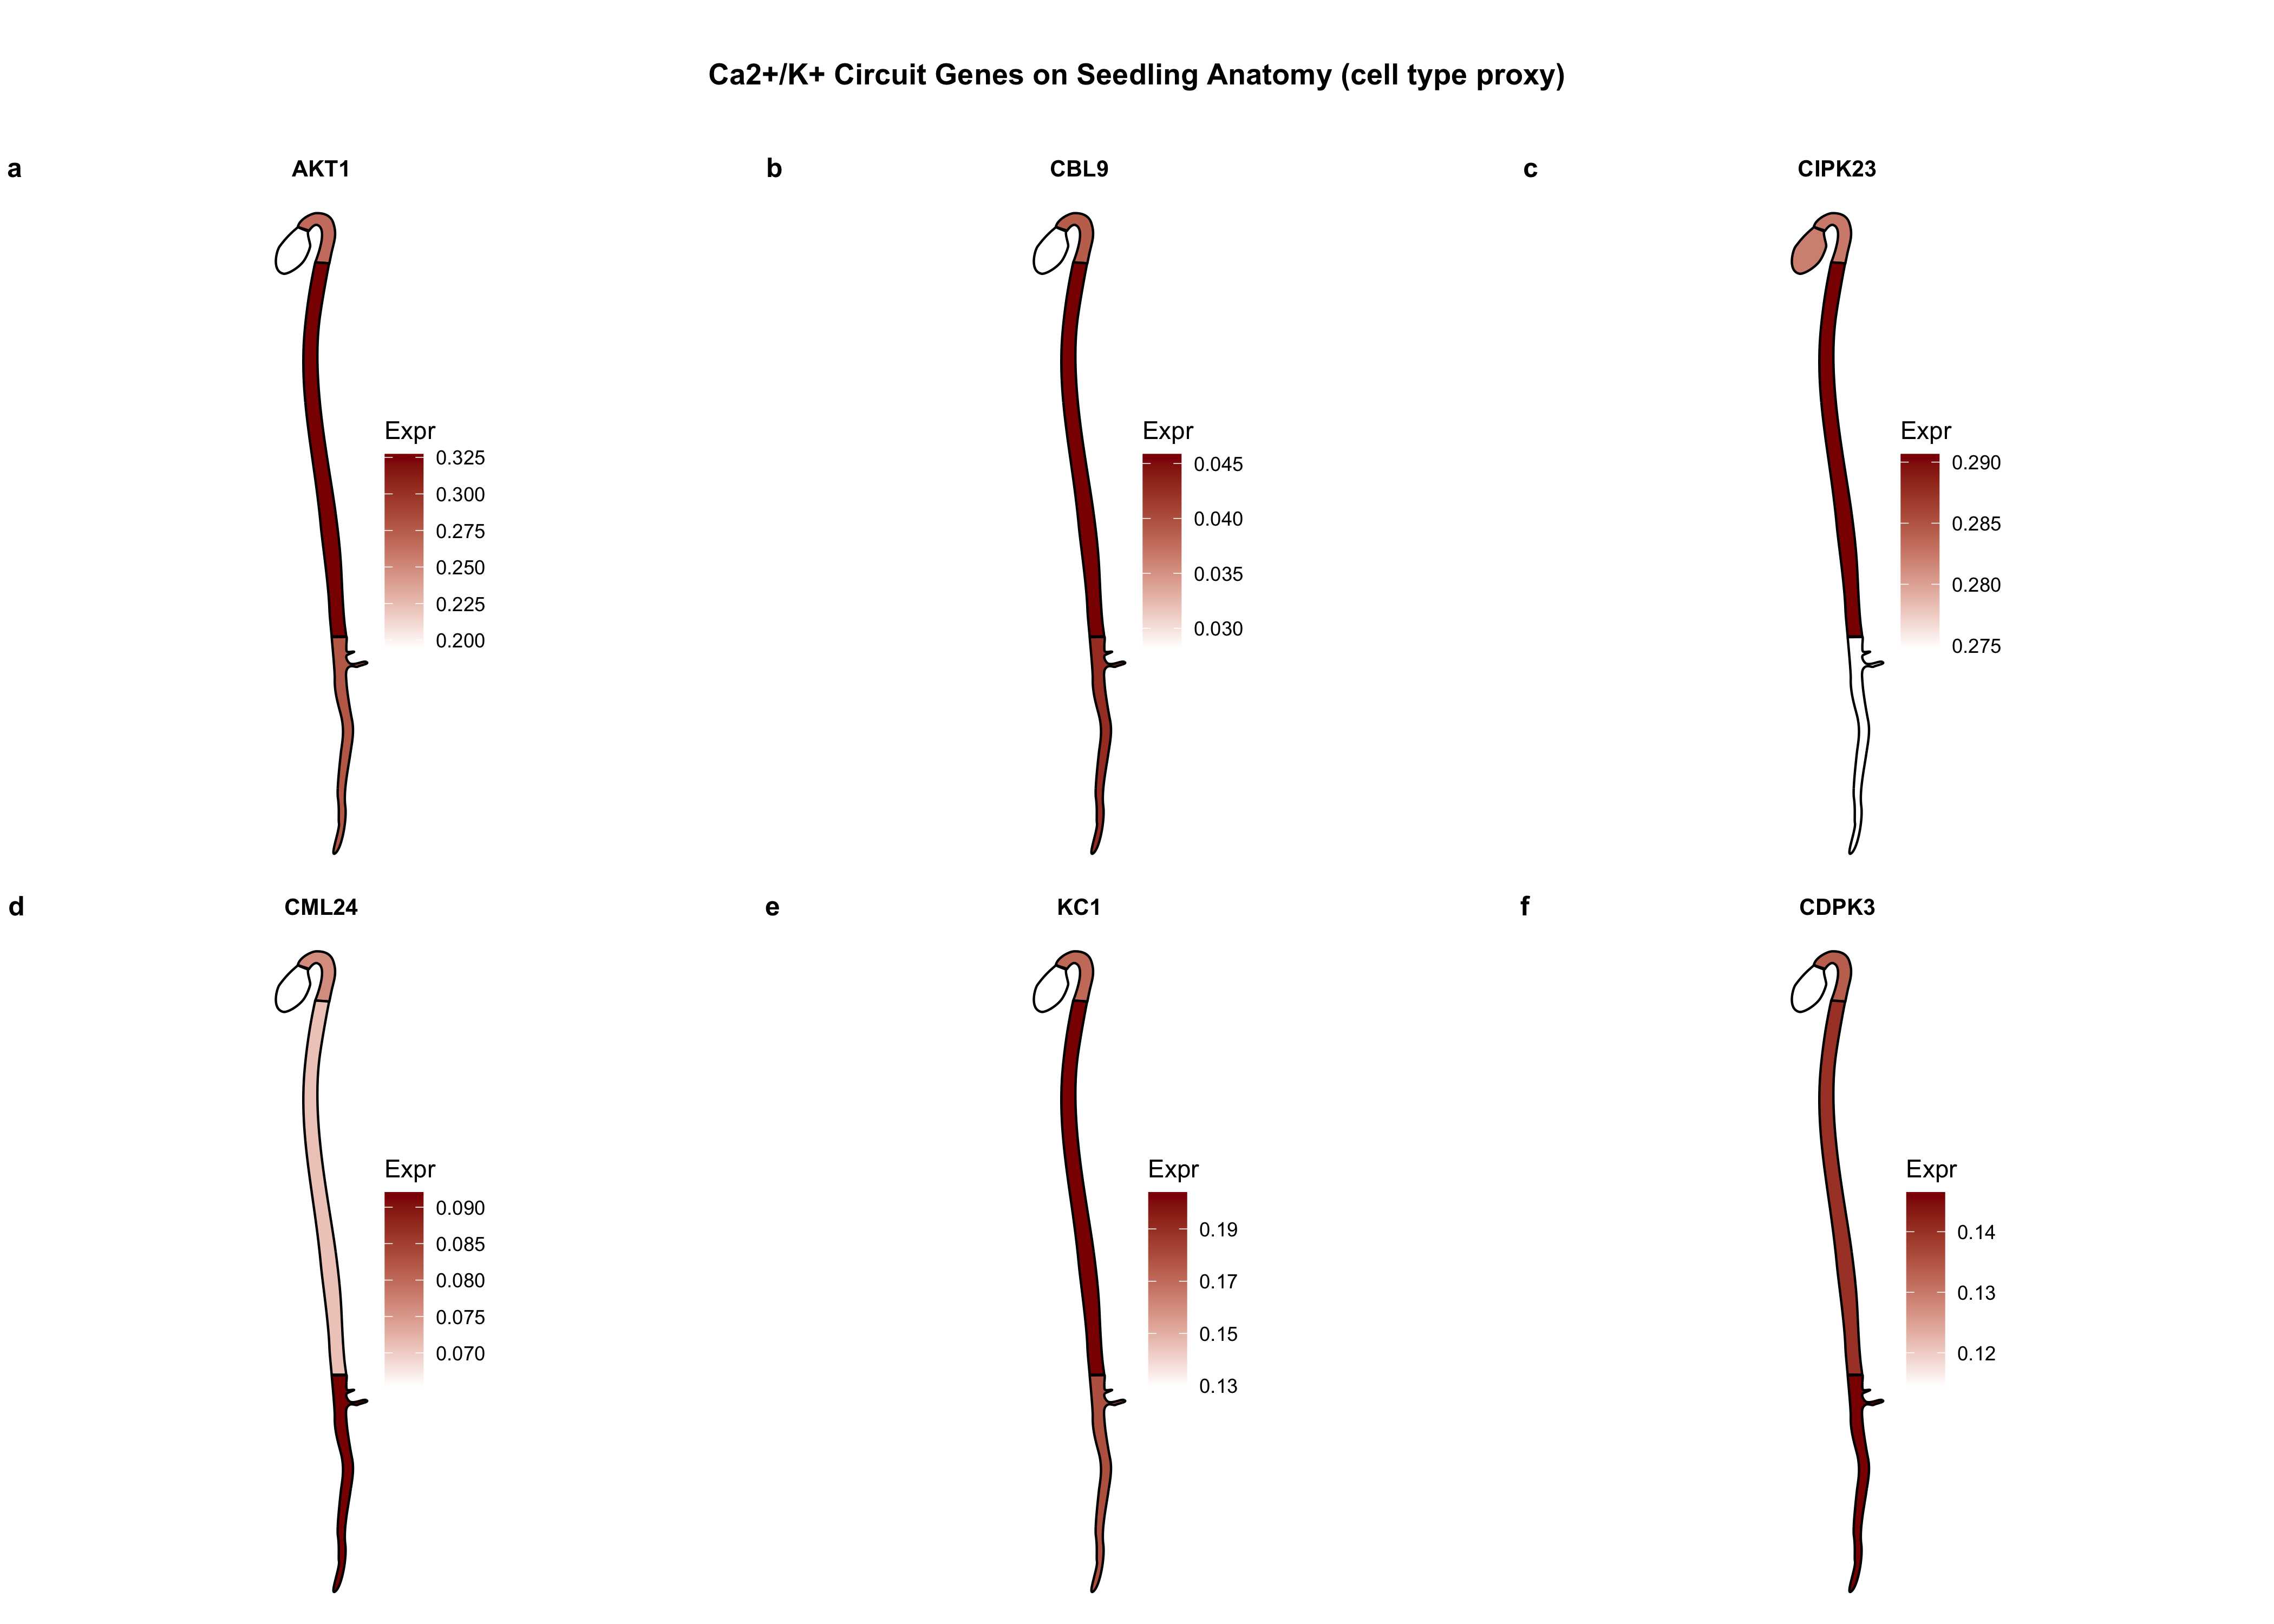 Ca2+/K+ Circuit Genes on Seedling Anatomy (cell type proxy)
a
AKT1
Expr
0.325
0.300
0.275
0.250
0.225
0.200
b
CBL9
Expr
0.045
0.040
0.035
0.030
c
CIPK23
Expr
0.290
0.285
0.280
0.275
d
CML24
Expr
0.090
0.085
0.080
0.075
0.070
e
KC1
Expr
0.19
0.17
0.15
0.13
f
CDPK3
Expr
0.14
0.13
0.12